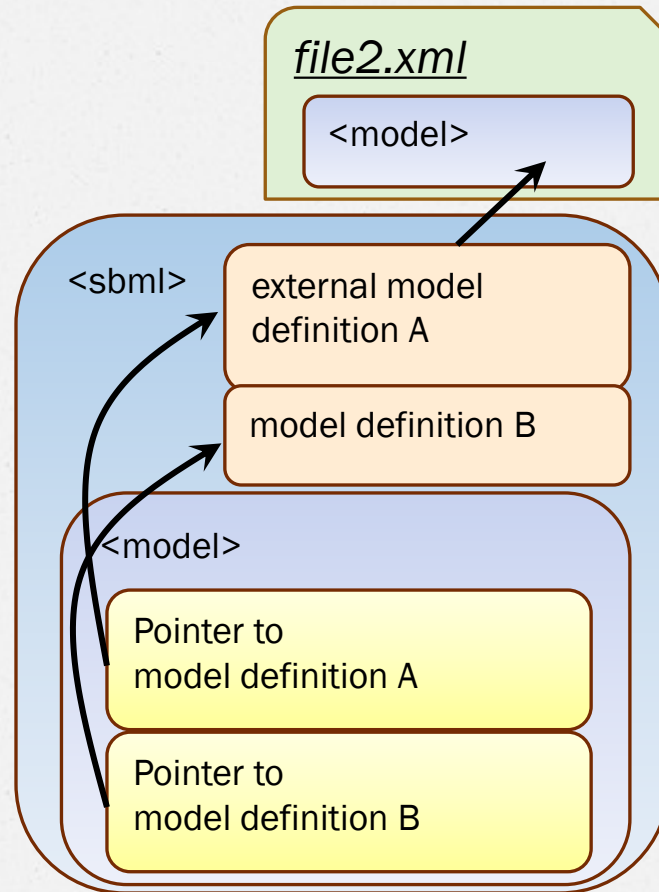 file2.xml
<model>
<sbml>
external model
definition A
model definition B
<model>
Pointer to
model definition A
Pointer to
model definition B